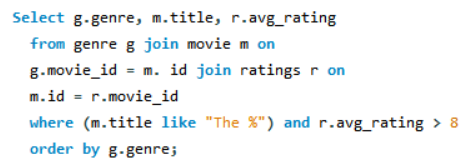 Select g.genre, m.title, r.avg_rating
from genre g join movie m on
g.movie_id = m. id join ratings r on
m.id = r.movie_id
where (m.title like "The %") and r.avg_rating > 8
order by g.genre;